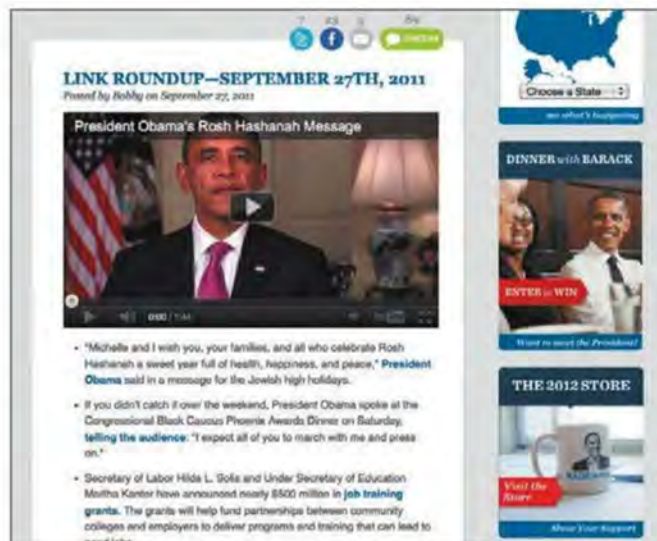 LINK ROUNDUP—SEPTEMBER 27TH, 2011
Posted by Bobby on September 27, 2011
President Obama's Rosh Hashanah Message
0:00 / 1:44
• "Michelle and I wish you, your families, and all who celebrate Rosh
Hashanah a sweet year full of health, happiness, and peace," President
Obama said in a message for the Jewish high holidays.
• If you didn't catch it over the weekend, President Obama spoke at the
Congressional Black Caucus Phoenix Awards Dinner on Saturday,
telling the audience: "I expect all of you to march with me and press
on."
• Secretary of Labor Hilda L. Solis and Under Secretary of Education
Martha Kanter have announced nearly $500 million in job training
grants. The grants will help fund partnerships between community
colleges and employers to deliver programs and training that can lead to
Choose a State
see what's happening
DINNER with BARACK
ENTER to WIN
Want to meet the President?
THE 2012 STORE
Visit the
Store
Show Your Support